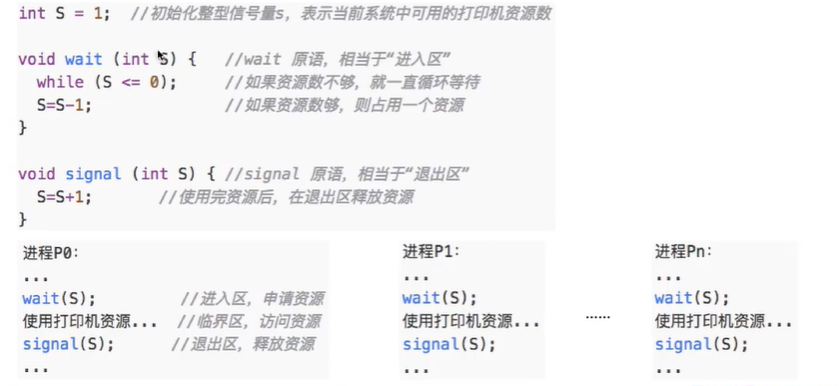 int S = 1;  //初始化整型信号量s，表示当前系统中可用的打印机资源数
void wait (int S) {  //wait 原语，相当于“进入区”
while (S <= 0);  //如果资源数不够，就一直循环等待
S=S-1;  //如果资源数够，则占用一个资源
}
void signal (int S) { //signal 原语，相当于“退出区”
S=S+1;  //使用完资源后，在退出区释放资源
}
进程P0：
...
wait(S);  //进入区，申请资源
使用打印机资源...  //临界区，访问资源
signal(S);  //退出区，释放资源
...
进程P1：
...
wait(S);
使用打印机资源...
signal(S);
...
......
进程Pn：
...
wait(S);
使用打印机资源...
signal(S);
...